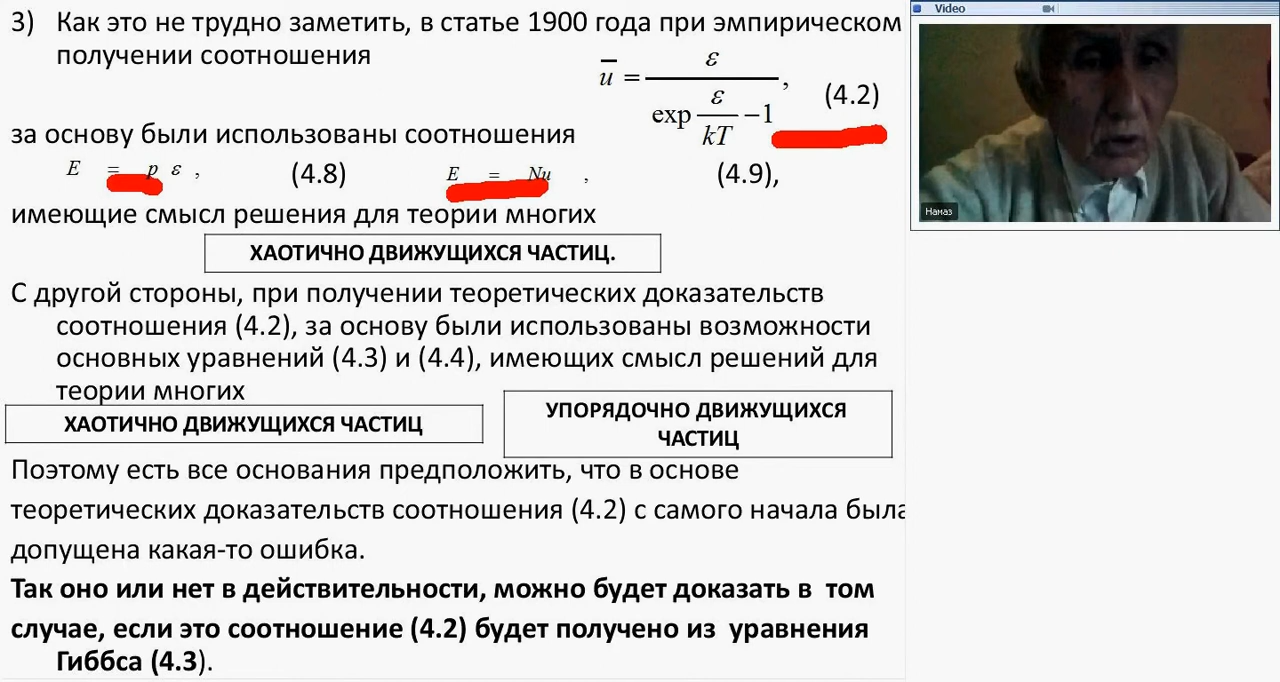 3) Как это не трудно заметить, в статье 1900 года при эмпирическом
получении соотношения
u = ε / (exp ε/kT −1), (4.2)
за основу были использованы соотношения
E = p ε , (4.8) E = Nu , (4.9),
имеющие смысл решения для теории многих
ХАОТИЧНО ДВИЖУЩИХСЯ ЧАСТИЦ.
С другой стороны, при получении теоретических доказательств
соотношения (4.2), за основу были использованы возможности
основных уравнений (4.3) и (4.4), имеющих смысл решений для
теории многих
ХАОТИЧНО ДВИЖУЩИХСЯ ЧАСТИЦ
УПОРЯДОЧНО ДВИЖУЩИХСЯ
ЧАСТИЦ
Поэтому есть все основания предположить, что в основе
теоретических доказательств соотношения (4.2) с самого начала была
допущена какая-то ошибка.
Так оно или нет в действительности, можно будет доказать в том
случае, если это соотношение (4.2) будет получено из уравнения
Гиббса (4.3).
Video
Намаз